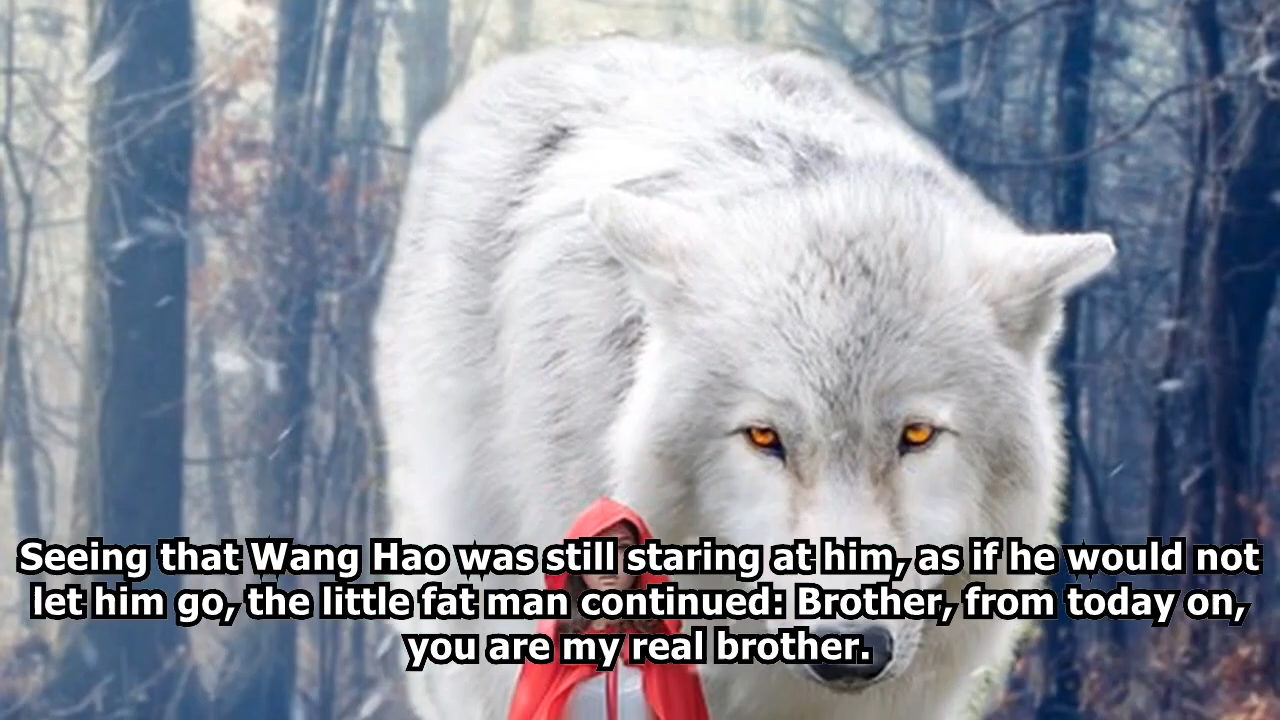 Seeing that Wang Hao was still staring at him, as if he would not
let him go, the little fat man continued: Brother, from today on,
you are my real brother.